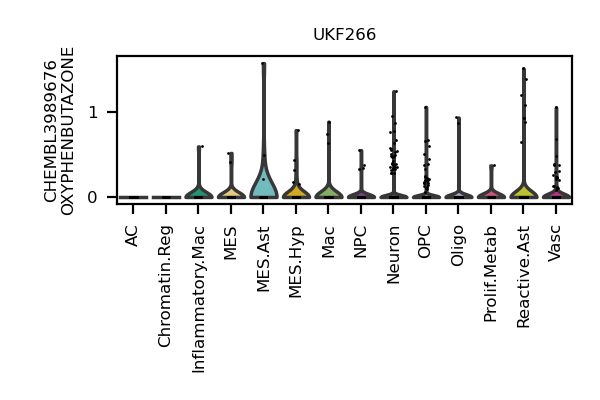 UKF266
CHEMBL3989676
OXYPHENBUTAZONE
1
0
AC
Chromatin.Reg
Inflammatory.Mac
MES
MES.Ast
MES.Hyp
Mac
NPC
Neuron
OPC
Oligo
Prolif.Metab
Reactive.Ast
Vasc